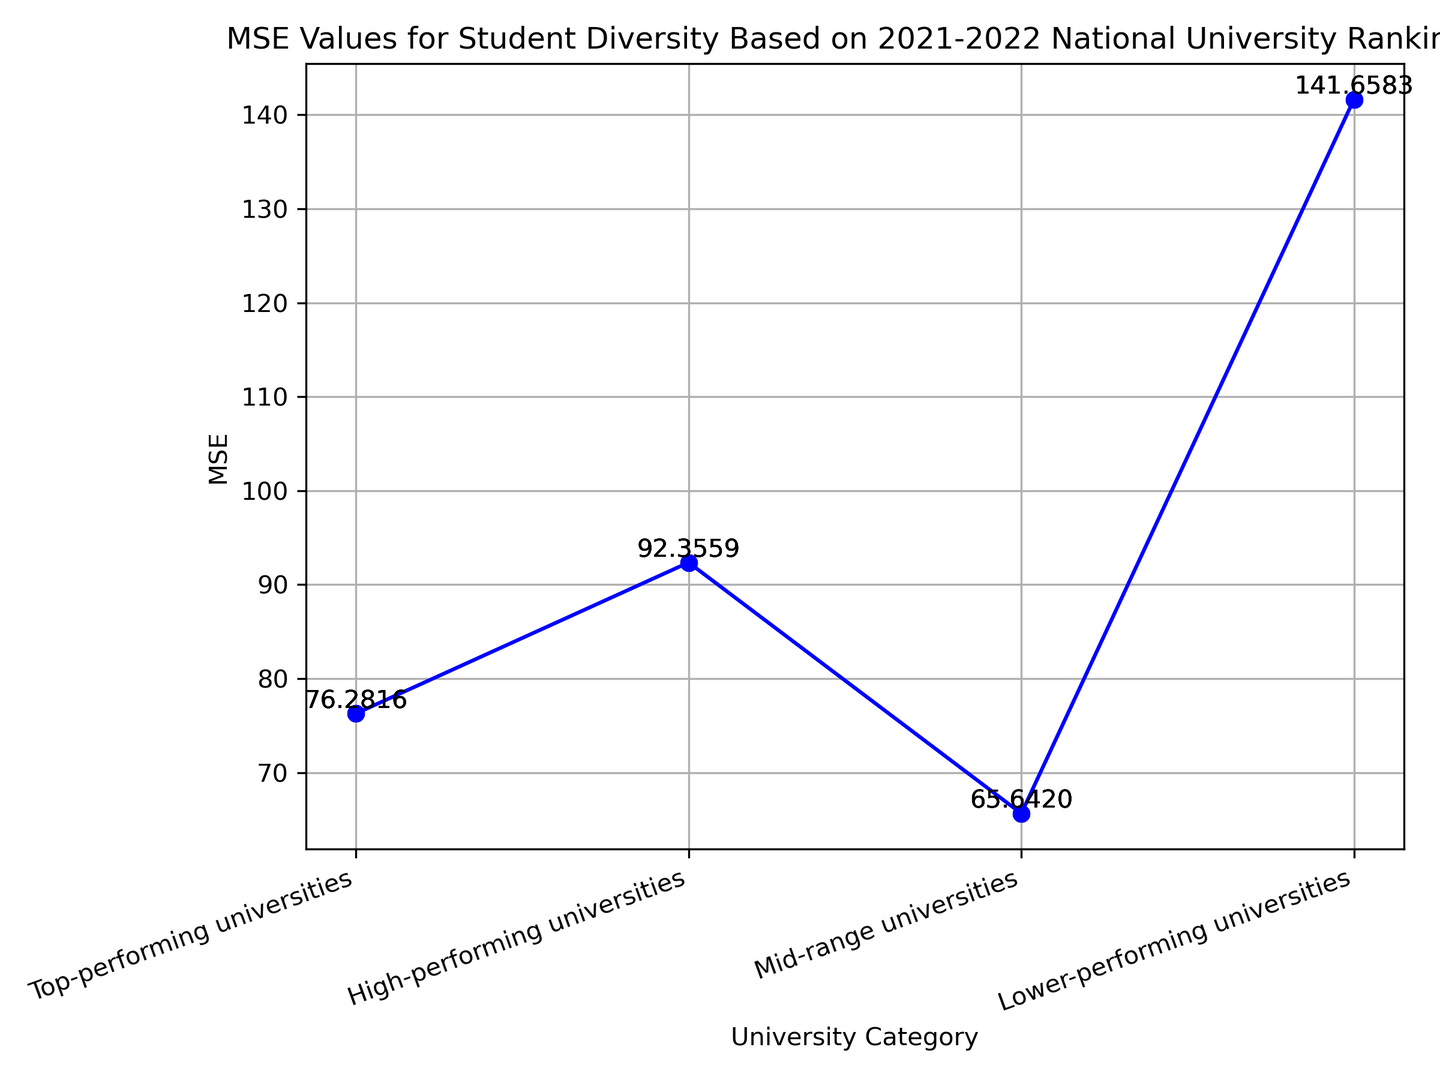 MSE Values for Student Diversity Based on 2021-2022 National University
141.6583
140
130
120
110
100
92.3559
90
80
76.2816
70
65.6420
MSE
Top-performing universities
High-performing universities
Mid-range universities
Lower-performing universities
University Category